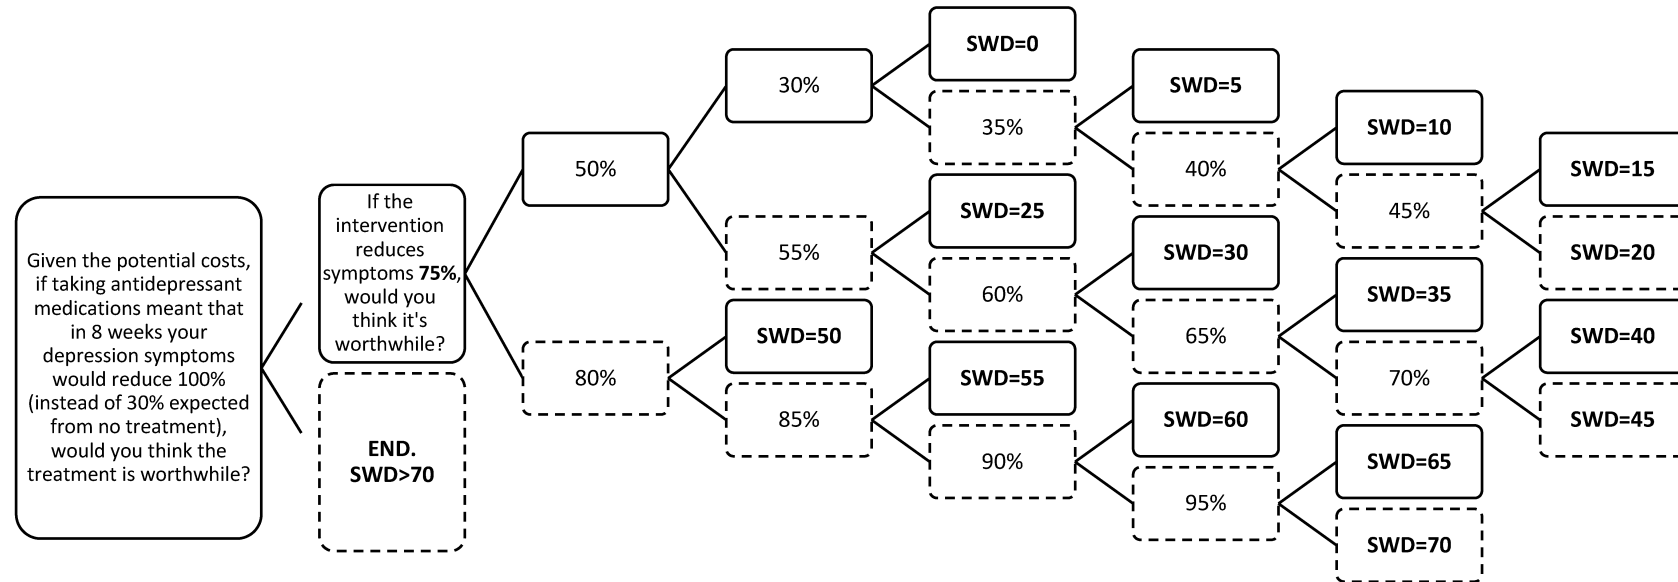 Given the potential costs,
if taking antidepressant
medications meant that
in 8 weeks your
depression symptoms
would reduce 100%
(instead of 30% expected
from no treatment),
would you think the
treatment is worthwhile?
If the
intervention
reduces
symptoms 75%,
would you
think it's
worthwhile?
END.
SWD>70
50%
80%
30%
55%
SWD=50
85%
SWD=0
35%
SWD=25
60%
SWD=55
90%
SWD=5
40%
SWD=30
65%
SWD=60
95%
SWD=10
45%
SWD=35
70%
SWD=65
SWD=70
SWD=15
SWD=20
SWD=40
SWD=45